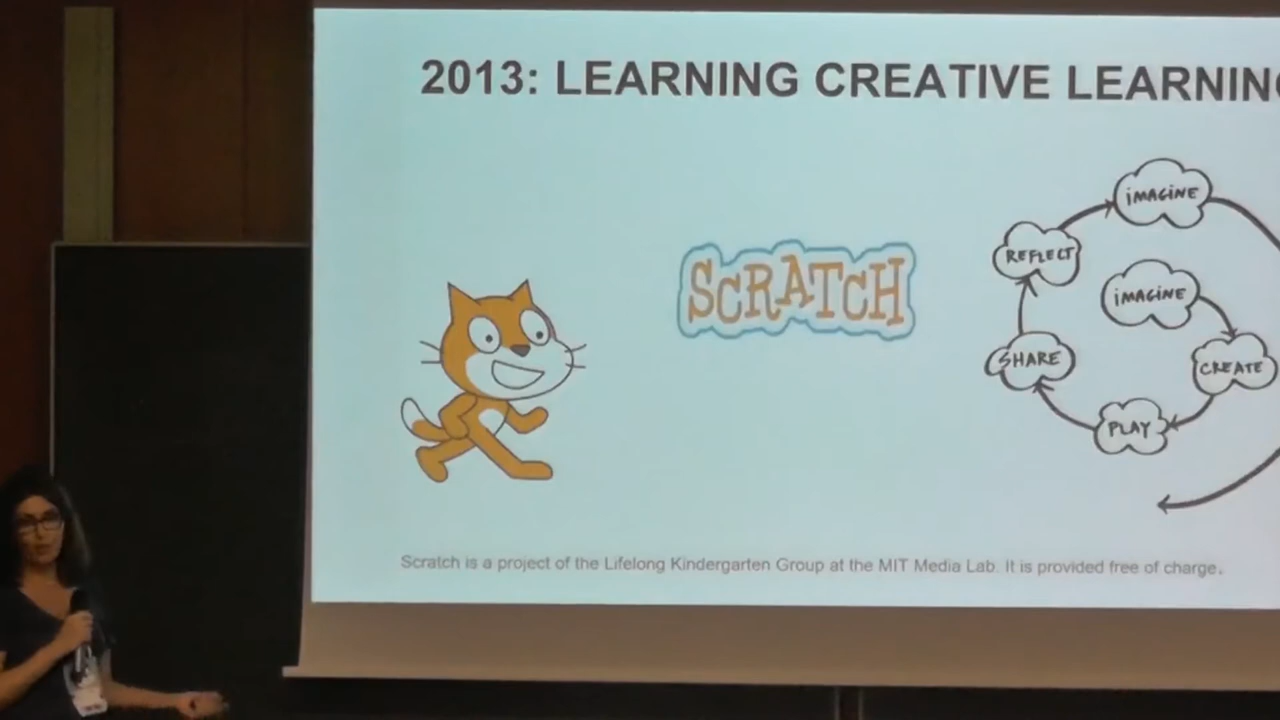 2013: LEARNING CREATIVE LEARNIN
SCRATCH
iMAGiNE
REFLECT
iMAGiNE
SHARE
CREATE
PLAY
Scratch is a project of the Lifelong Kindergarten Group at the MIT Media Lab. It is provided free of charge.